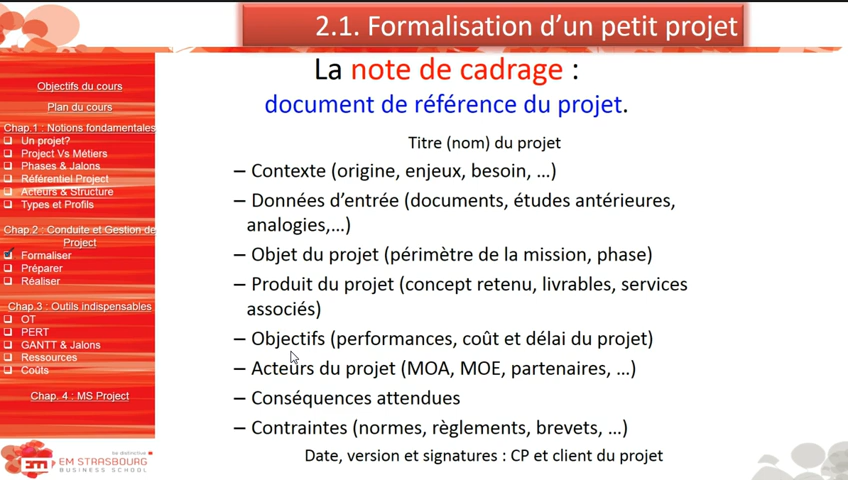 2.1. Formalisation d'un petit projet
La note de cadrage :
document de référence du projet.
Titre (nom) du projet
– Contexte (origine, enjeux, besoin, …)
– Données d'entrée (documents, études antérieures,
analogies,…)
– Objet du projet (périmètre de la mission, phase)
– Produit du projet (concept retenu, livrables, services
associés)
– Objectifs (performances, coût et délai du projet)
– Acteurs du projet (MOA, MOE, partenaires, …)
– Conséquences attendues
– Contraintes (normes, règlements, brevets, …)
Date, version et signatures : CP et client du projet
Objectifs du cours
Plan du cours
Chap.1 : Notions fondamentales
Un projet?
Project Vs Métiers
Phases & Jalons
Référentiel Project
Acteurs & Structure
Types et Profils
Chap.2 : Conduite et Gestion de
Project
Formaliser
Préparer
Réaliser
Chap.3 : Outils indispensables
OT
PERT
GANTT & Jalons
Ressources
Coûts
Chap. 4 : MS Project
be distinctive
em
EM STRASBOURG
BUSINESS SCHOOL